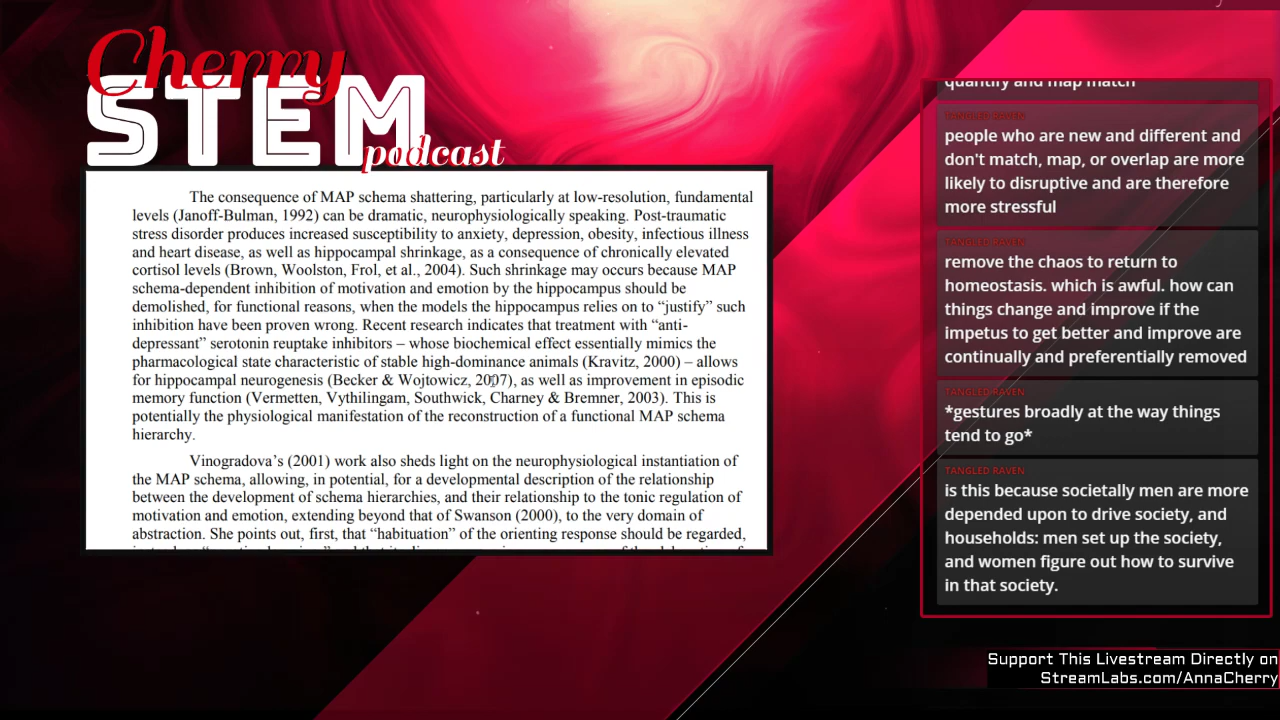 Cherry
STEM
podcast
The consequence of MAP schema shattering, particularly at low-resolution, fundamental
levels (Janoff-Bulman, 1992) can be dramatic, neurophysiologically speaking. Post-traumatic
stress disorder produces increased susceptibility to anxiety, depression, obesity, infectious illness
and heart disease, as well as hippocampal shrinkage, as a consequence of chronically elevated
cortisol levels (Brown, Woolston, Frol, et al., 2004). Such shrinkage may occurs because MAP
schema-dependent inhibition of motivation and emotion by the hippocampus should be
demolished, for functional reasons, when the models the hippocampus relies on to “justify” such
inhibition have been proven wrong. Recent research indicates that treatment with “anti-
depressant” serotonin reuptake inhibitors – whose biochemical effect essentially mimics the
pharmacological state characteristic of stable high-dominance animals (Kravitz, 2000) – allows
for hippocampal neurogenesis (Becker & Wojtowicz, 2007), as well as improvement in episodic
memory function (Vermetten, Vythilingam, Southwick, Charney & Bremner, 2003). This is
potentially the physiological manifestation of the reconstruction of a functional MAP schema
hierarchy.
Vinogradova’s (2001) work also sheds light on the neurophysiological instantiation of
the MAP schema, allowing, in potential, for a developmental description of the relationship
between the development of schema hierarchies, and their relationship to the tonic regulation of
motivation and emotion, extending beyond that of Swanson (2000), to the very domain of
abstraction. She points out, first, that “habituation” of the orienting response should be regarded,
quantify and map match
TANGLED RAVEN
people who are new and different and
don't match, map, or overlap are more
likely to disruptive and are therefore
more stressful
TANGLED RAVEN
remove the chaos to return to
homeostasis. which is awful. how can
things change and improve if the
impetus to get better and improve are
continually and preferentially removed
TANGLED RAVEN
*gestures broadly at the way things
tend to go*
TANGLED RAVEN
is this because societally men are more
depended upon to drive society, and
households: men set up the society,
and women figure out how to survive
in that society.
Support This Livestream Directly on
StreamLabs.com/AnnaCherry